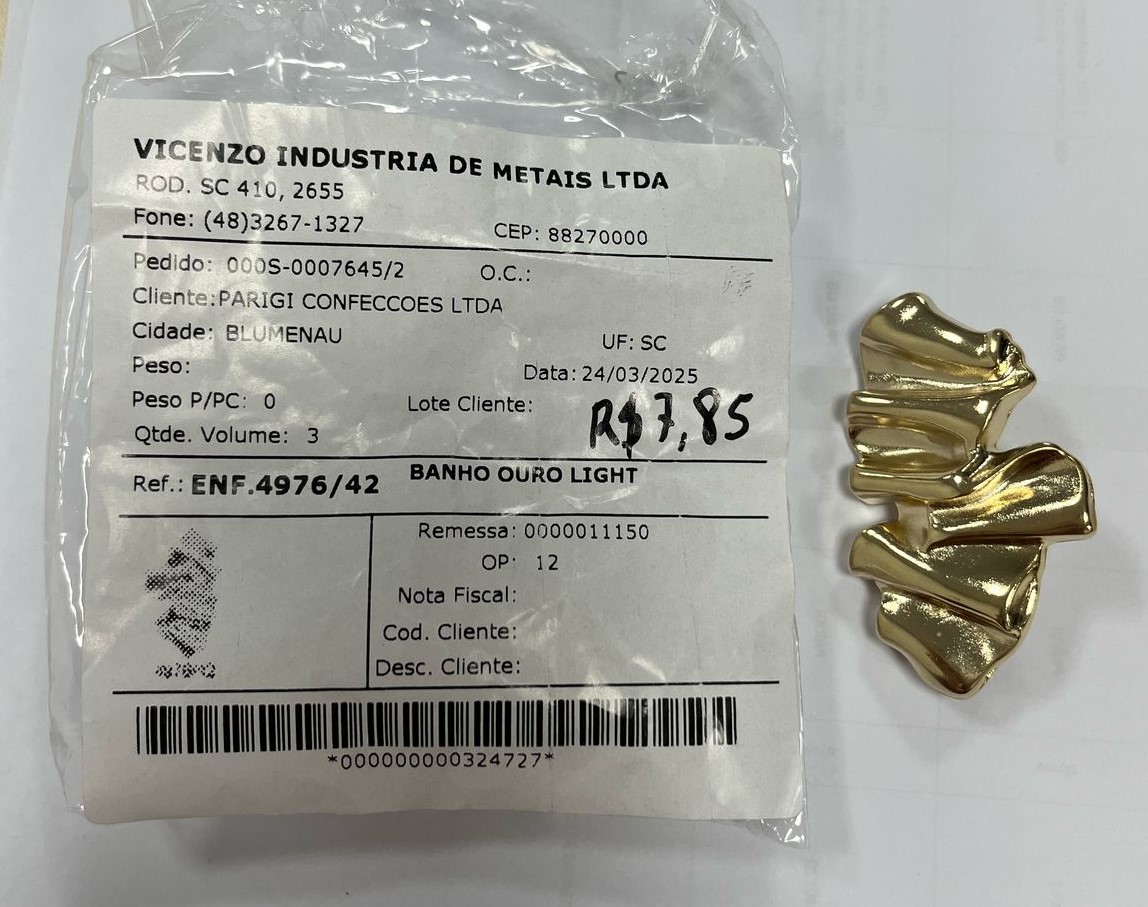 VICENZO INDUSTRIA DE METAIS LTDA
ROD. SC 410, 2655
Fone: (48)3267-1327 CEP: 88270000
Pedido: 000S-0007645/2 O.C.:
Cliente:PARIGI CONFECCOES LTDA
Cidade: BLUMENAU UF: SC
Peso: Data: 24/03/2025
Peso P/PC: 0 Lote Cliente:
R$7,85
Qtde. Volume: 3
Ref.: ENF.4976/42 BANHO OURO LIGHT
Remessa: 0000011150
OP: 12
Nota Fiscal:
Cod. Cliente:
Desc. Cliente:
*000000000324727*